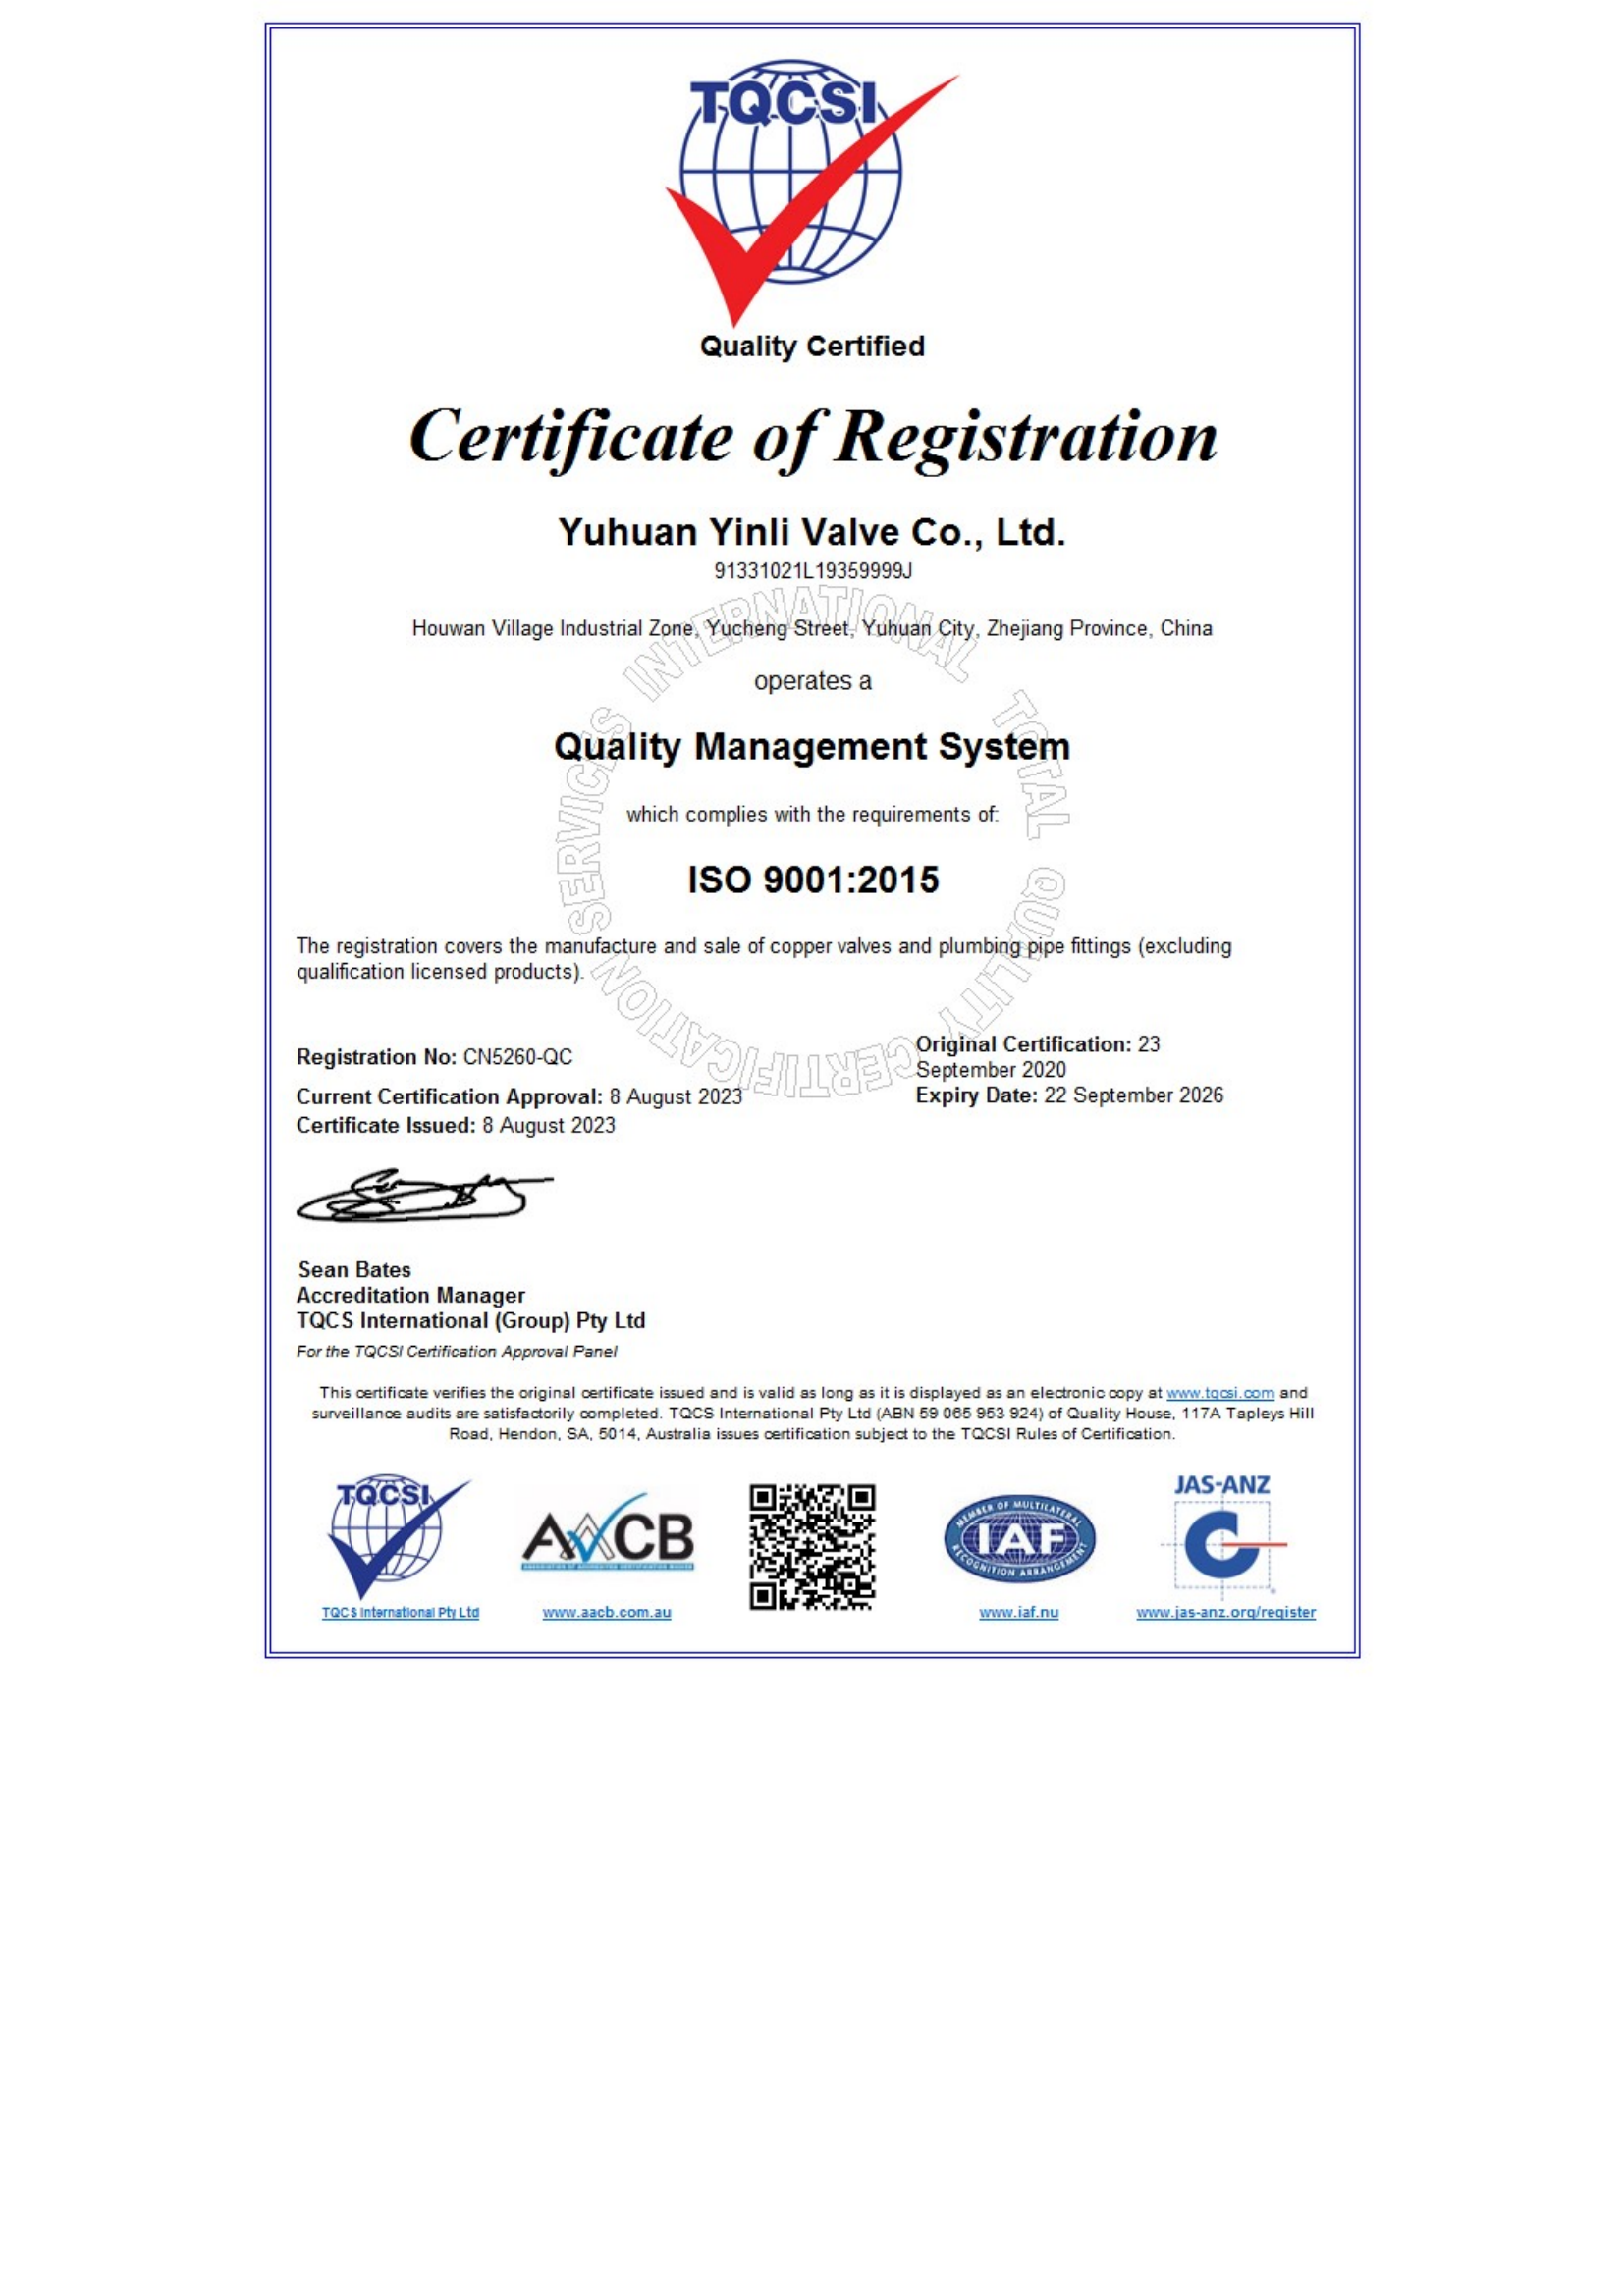 TQCSI
Quality Certified
Certificate of Registration
Yuhuan Yinli Valve Co., Ltd.
91331021L19359999J
Houwan Village Industrial Zone, Yucheng Street, Yuhuan City, Zhejiang Province, China
operates a
Quality Management System
which complies with the requirements of:
ISO 9001:2015
TOTAL QUALITY CERTIFICATION SERVICES INTERNATIONAL
The registration covers the manufacture and sale of copper valves and plumbing pipe fittings (excluding
qualification licensed products).
Registration No: CN5260-QC
Original Certification: 23
September 2020
Current Certification Approval: 8 August 2023
Expiry Date: 22 September 2026
Certificate Issued: 8 August 2023
Sean Bates
Accreditation Manager
TQCS International (Group) Pty Ltd
For the TQCSI Certification Approval Panel
This certificate verifies the original certificate issued and is valid as long as it is displayed as an electronic copy at www.tqcsi.com and
surveillance audits are satisfactorily completed. TQCS International Pty Ltd (ABN 59 065 953 924) of Quality House, 117A Tapleys Hill
Road, Hendon, SA, 5014, Australia issues certification subject to the TQCSI Rules of Certification.
TQCSI
AACB
MEMBER OF MULTILATERAL
IAF
RECOGNITION ARRANGEMENT
JAS-ANZ
TQCS International Pty Ltd
www.aacb.com.au
www.iaf.nu
www.jas-anz.org/register